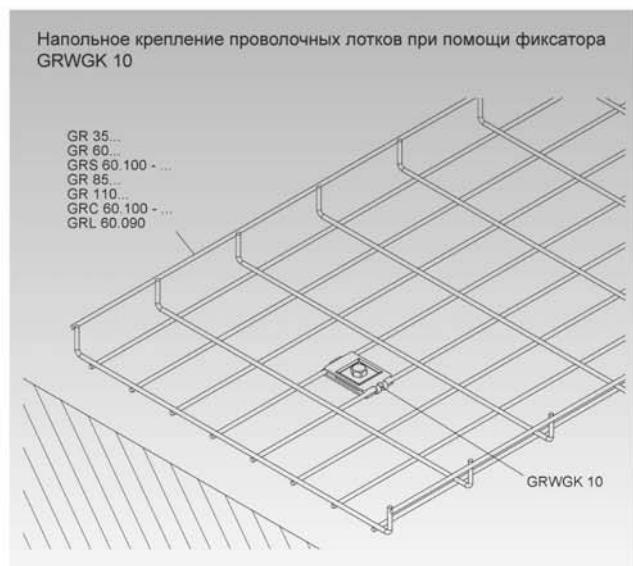 Напольное крепление проволочных лотков при помощи фиксатора
GRWGK 10
GR 35...
GR 60...
GRS 60.100 - ...
GR 85...
GR 110...
GRC 60.100 - ...
GRL 60.090
GRWGK 10